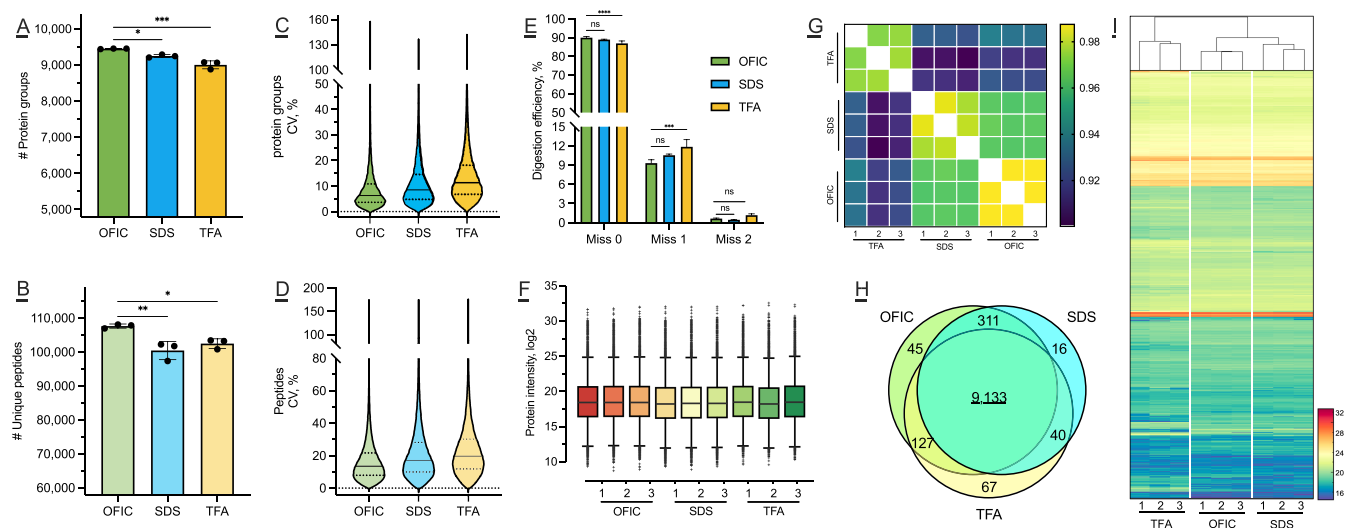 A
***
*
10,000
9,000
8,000
7,000
6,000
5,000
# Protein groups
OFIC SDS TFA
B
*
**
110,000
100,000
90,000
80,000
70,000
60,000
# Unique peptides
OFIC SDS TFA
C
160
130
100
50
40
30
20
10
0
protein groups
CV, %
OFIC SDS TFA
D
200
150
100
80
60
40
20
0
Peptides
CV, %
OFIC SDS TFA
E
****
ns
100
90
80
70
60
50
15
12
9
6
3
0
Digestion efficiency, %
OFIC
SDS
TFA
***
ns
ns
ns
Miss 0 Miss 1 Miss 2
F
35
30
25
20
15
10
Protein intensity, log2
1 2 3 1 2 3 1 2 3
OFIC SDS TFA
G
TFA
SDS
OFIC
1 2 3 1 2 3 1 2 3
TFA SDS OFIC
0.98
0.96
0.94
0.92
H
OFIC
SDS
311
45
16
9,133
127
40
67
TFA
I
1 2 3 1 2 3 1 2 3
TFA OFIC SDS
32
30
28
26
24
22
20
18
16